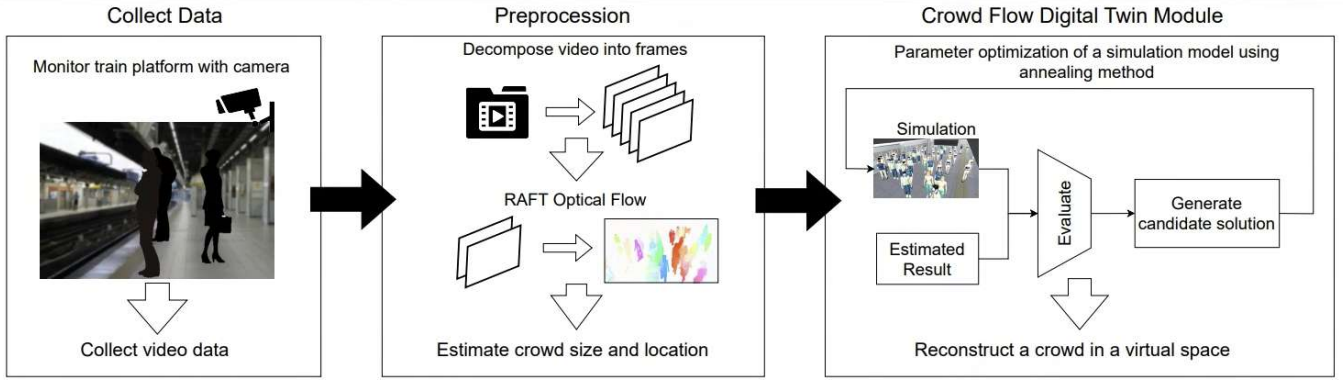 Collect Data
Monitor train platform with camera
Collect video data
Preprocession
Decompose video into frames
RAFT Optical Flow
Estimate crowd size and location
Crowd Flow Digital Twin Module
Parameter optimization of a simulation model using
annealing method
Simulation
Estimated
Result
Evaluate
Generate
candidate solution
Reconstruct a crowd in a virtual space